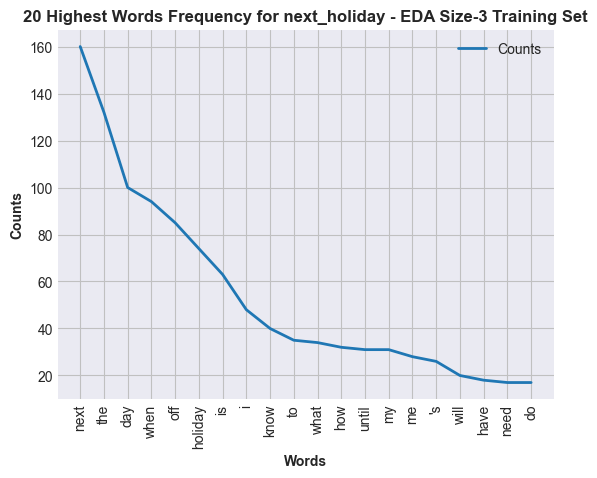 20 Highest Words Frequency for next_holiday - EDA Size-3 Training Set
Counts
160
140
120
100
80
60
40
20
Counts
next
the
day
when
off
holiday
is
i
know
to
what
how
until
my
me
's
will
have
need
do
Words